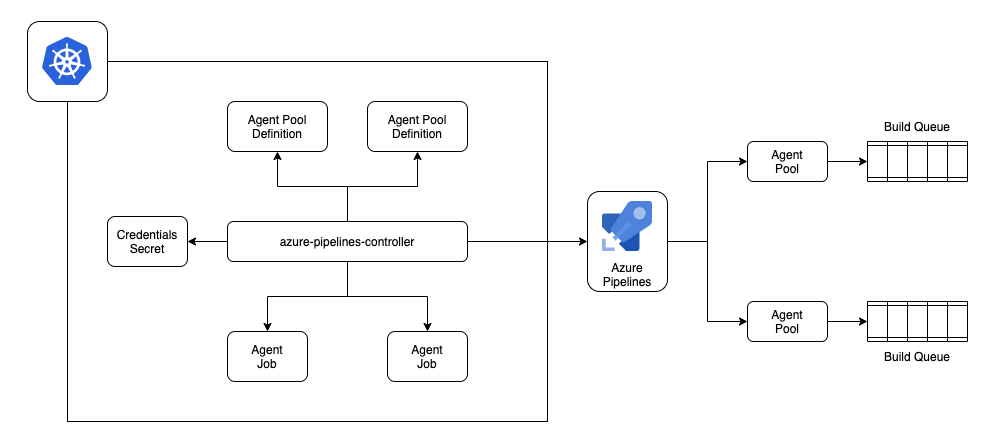 Agent Pool
Definition
Agent Pool
Definition
Build Queue
Agent
Pool
Credentials
Secret
azure-pipelines-controller
Azure
Pipelines
Agent
Pool
Agent
Job
Agent
Job
Build Queue